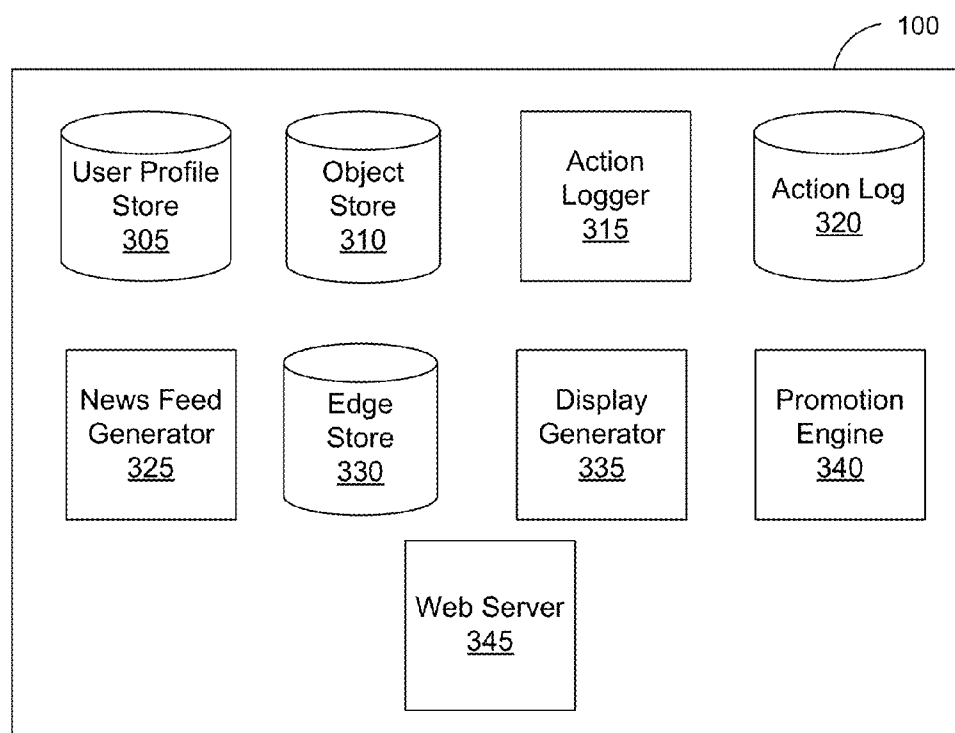 100
User Profile
Store
305
Object
Store
310
Action
Logger
315
Action Log
320
News Feed
Generator
325
Edge
Store
330
Display
Generator
335
Promotion
Engine
340
Web Server
345